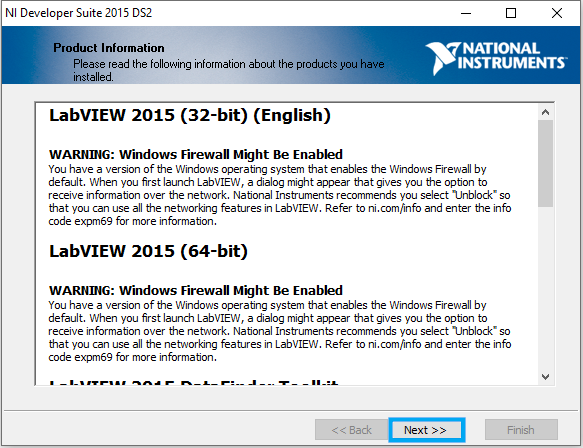 NI Developer Suite 2015 DS2
Product Information
Please read the following information about the products you have
installed.
NATIONAL
INSTRUMENTS™
LabVIEW 2015 (32-bit) (English)
WARNING: Windows Firewall Might Be Enabled
You have a version of the Windows operating system that enables the Windows Firewall by
default. When you first launch LabVIEW, a dialog might appear that gives you the option to
receive information over the network. National Instruments recommends you select "Unblock" so
that you can use all the networking features in LabVIEW. Refer to ni.com/info and enter the info
code expm69 for more information.
LabVIEW 2015 (64-bit)
WARNING: Windows Firewall Might Be Enabled
You have a version of the Windows operating system that enables the Windows Firewall by
default. When you first launch LabVIEW, a dialog might appear that gives you the option to
receive information over the network. National Instruments recommends you select "Unblock" so
that you can use all the networking features in LabVIEW. Refer to ni.com/info and enter the info
code expm69 for more information.
LabVIEW 2015 DataFinder Toolkit
<< Back
Next >>
Finish